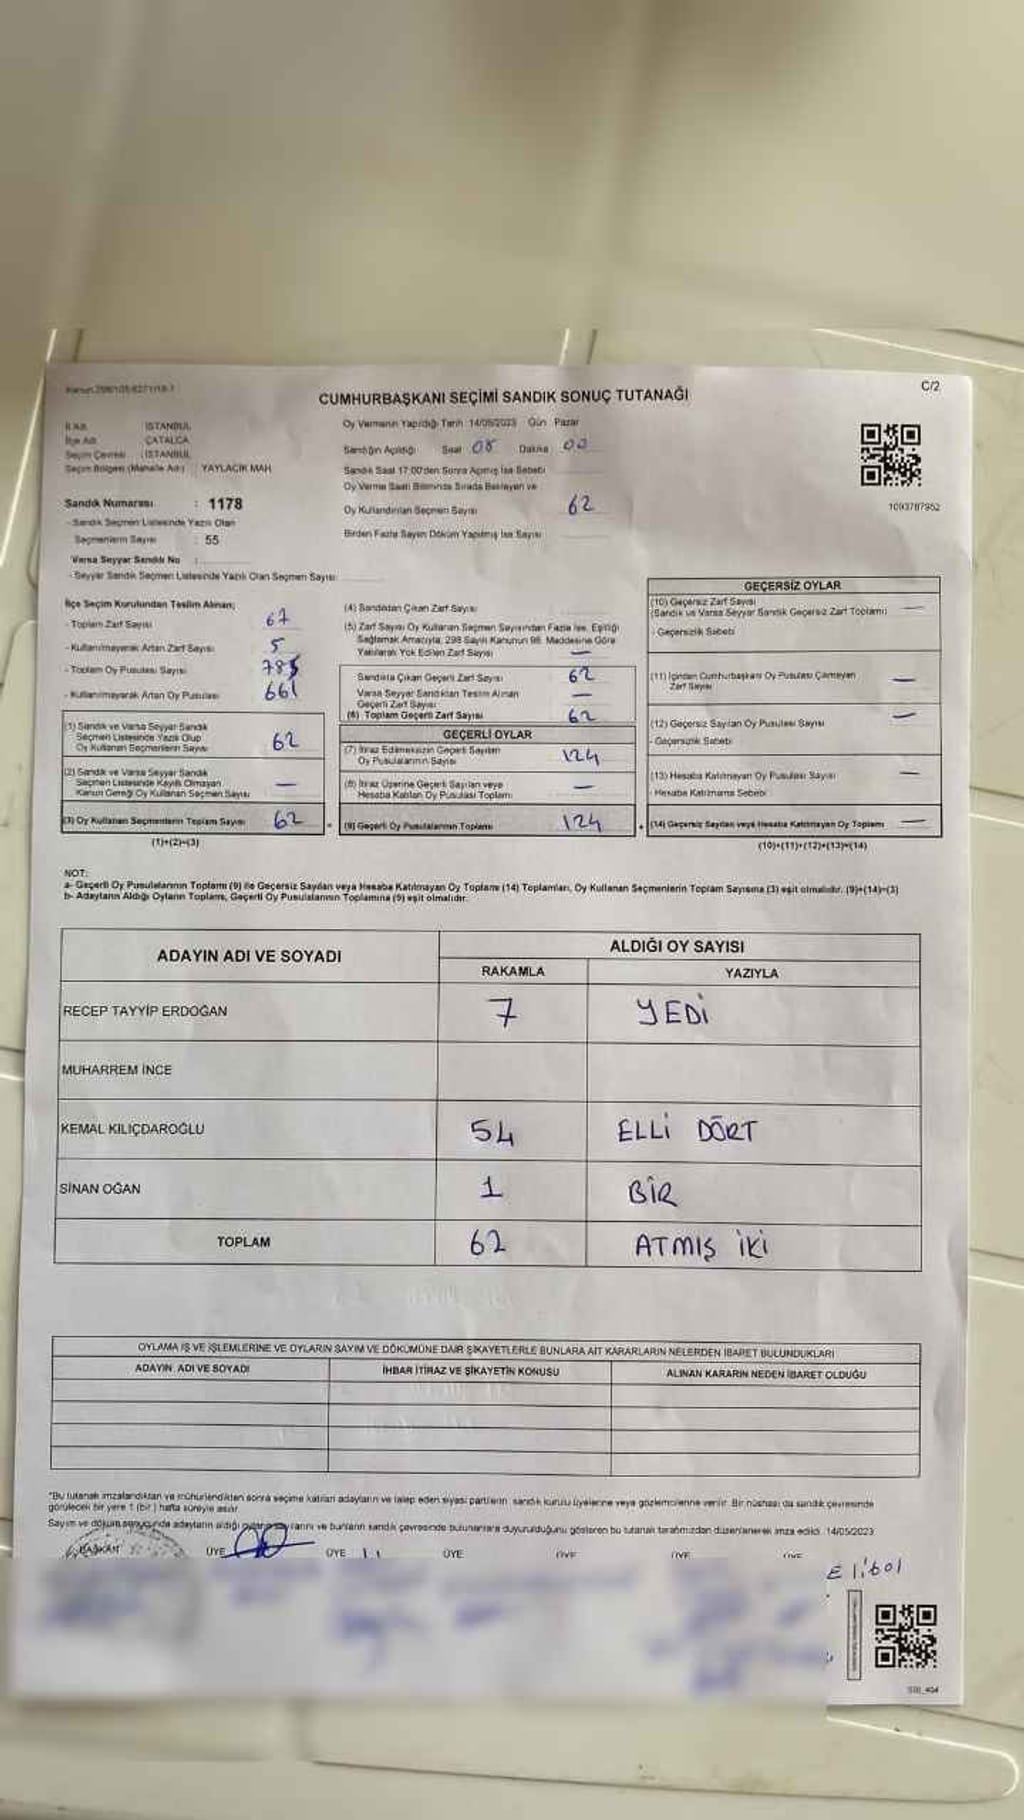 C/2
CUMHURBAŞKANI SEÇİMİ SANDIK SONUÇ TUTANAĞI
İl Adı : İSTANBUL
İlçe Adı : ÇATALCA
Seçim Çevresi : İSTANBUL
Seçim Bölgesi (Mahalle Adı) : YAYLACIK MAH
Sandık Numarası : 1178
- Sandık Seçmen Listesinde Yazılı Olan
Seçmenlerin Sayısı : 55
Varsa Seyyar Sandık No :
- Seyyar Sandık Seçmen Listesinde Yazılı Olan Seçmen Sayısı:
Oy Vermenin Yapıldığı Tarih 14/05/2023 Gün Pazar
Sandığın Açıldığı Saat 08 Dakika 00
Sandık Saat 17:00'den Sonra Açılmış İse Sebebi
Oy Verme Saati Bitiminde Sırada Bekleyen ve
Oy Kullandırılan Seçmen Sayısı 62
Birden Fazla Sayım Döküm Yapılmış İse Sayısı
1093787952
İlçe Seçim Kurulundan Teslim Alınan;
- Toplam Zarf Sayısı 67
- Kullanılmayarak Artan Zarf Sayısı 5
- Toplam Oy Pusulası Sayısı 785
- Kullanılmayarak Artan Oy Pusulası 661
(1) Sandık ve Varsa Seyyar Sandık
Seçmen Listesinde Yazılı Olup
Oy Kullanan Seçmenlerin Sayısı 62
(2) Sandık ve Varsa Seyyar Sandık
Seçmen Listesinde Kayıtlı Olmayan
Kanun Gereği Oy Kullanan Seçmen Sayısı —
(3) Oy Kullanan Seçmenlerin Toplam Sayısı 62
(1)+(2)=(3)
(4) Sandıktan Çıkan Zarf Sayısı
(5) Zarf Sayısı Oy Kullanan Seçmen Sayısından Fazla İse, Eşitliği
Sağlamak Amacıyla, 298 Sayılı Kanunun 98. Maddesine Göre
Yakılarak Yok Edilen Zarf Sayısı —
Sandıkta Çıkan Geçerli Zarf Sayısı 62
Varsa Seyyar Sandıktan Teslim Alınan
Geçerli Zarf Sayısı —
(6) Toplam Geçerli Zarf Sayısı 62
GEÇERLİ OYLAR
(7) İtiraz Edilmeksizin Geçerli Sayılan
Oy Pusulalarının Sayısı 124
(8) İtiraz Üzerine Geçerli Sayılan veya
Hesaba Katılan Oy Pusulası Toplamı —
(9) Geçerli Oy Pusulalarının Toplamı 124
GEÇERSİZ OYLAR
(10) Geçersiz Zarf Sayısı
(Sandık ve Varsa Seyyar Sandık Geçersiz Zarf Toplamı) —
- Geçersizlik Sebebi
(11) İçinden Cumhurbaşkanı Oy Pusulası Çıkmayan
Zarf Sayısı —
(12) Geçersiz Sayılan Oy Pusulası Sayısı —
- Geçersizlik Sebebi
(13) Hesaba Katılmayan Oy Pusulası Sayısı —
- Hesaba Katılmama Sebebi
(14) Geçersiz Sayılan veya Hesaba Katılmayan Oy Toplamı —
(10)+(11)+(12)+(13)=(14)
NOT:
a- Geçerli Oy Pusulalarının Toplamı (9) ile Geçersiz Sayılan veya Hesaba Katılmayan Oy Toplamı (14) Toplamları, Oy Kullanan Seçmenlerin Toplam Sayısına (3) eşit olmalıdır. (9)+(14)=(3)
b- Adayların Aldığı Oyların Toplamı, Geçerli Oy Pusulalarının Toplamına (9) eşit olmalıdır.
ADAYIN ADI VE SOYADI ALDIĞI OY SAYISI
RAKAMLA YAZIYLA
RECEP TAYYİP ERDOĞAN 7 YEDİ
MUHARREM İNCE
KEMAL KILIÇDAROĞLU 54 ELLİ DÖRT
SİNAN OĞAN 1 BİR
TOPLAM 62 ATMIŞ İKİ
OYLAMA İŞ VE İŞLEMLERİNE VE OYLARIN SAYIM VE DÖKÜMÜNE DAİR ŞİKAYETLERLE BUNLARA AİT KARARLARIN NELERDEN İBARET BULUNDUKLARI
ADAYIN ADI VE SOYADI İHBAR İTİRAZ VE ŞİKAYETİN KONUSU ALINAN KARARIN NEDEN İBARET OLDUĞU
*Bu tutanak imzalandıktan ve mühürlendikten sonra seçime katılan adayların ve talep eden siyasi partilerin sandık kurulu üyelerine veya gözlemcilerine verilir. Bir nüshası da sandık çevresinde
görülecek bir yere 1 (bir) hafta süreyle asılır.
Sayım ve döküm sonucunda adayların aldığı ve bunların sandık çevresinde bulunanlara duyurulduğunu gösteren bu tutanak tarafımızdan düzenlenerek imza edildi. 14/05/2023
BAŞKAN ÜYE ÜYE ÜYE ÜYE ÜYE ÜYE
Elibol